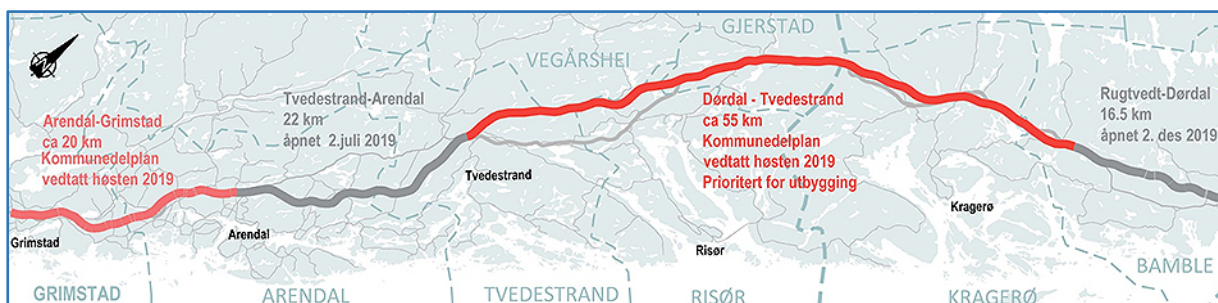 GJERSTAD
VEGÅRSHEI
Tvedestrand-Arendal
22 km
åpnet 2.juli 2019
Arendal-Grimstad
ca 20 km
Kommunedelplan
vedtatt høsten 2019
Dørdal - Tvedestrand
ca 55 km
Kommunedelplan
vedtatt høsten 2019
Prioritert for utbygging
Rugtvedt-Dørdal
16.5 km
åpnet 2. des 2019
Tvedestrand
Kragerø
Grimstad
Arendal
Risør
BAMBLE
GRIMSTAD
ARENDAL
TVEDESTRAND
RISØR
KRAGERØ